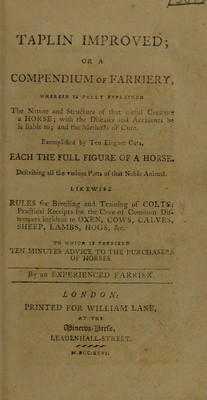 TAPLIN IMPROVED;
OR A
COMPENDIUM OF FARRIERY,
WHEREIN IS FULLY EXPLAINED
The Nature and Structure of that useful Creature
a HORSE; with the Diseases and Accidents he
is liable to; and the Methods of Cure.
Exemplified by Ten Elegant Cuts,
EACH THE FULL FIGURE OF A HORSE.
Describing all the various Parts of that Noble Animal.
LIKEWISE
RULES for Breeding and Training of COLTS:
Practical Receipts for the Cure of Common Dis-
tempers incident to OXEN, COWS, CALVES,
SHEEP, LAMBS, HOGS, &c.
TO WHICH IS PREFIXED
TEN MINUTES ADVICE TO THE PURCHASERS
OF HORSES.
By an EXPERIENCED FARRIER.
LONDON:
PRINTED FOR WILLIAM LANE,
AT THE
Minerva-Press,
LEADENHALL-STREET.
M.DCC.XCVI.